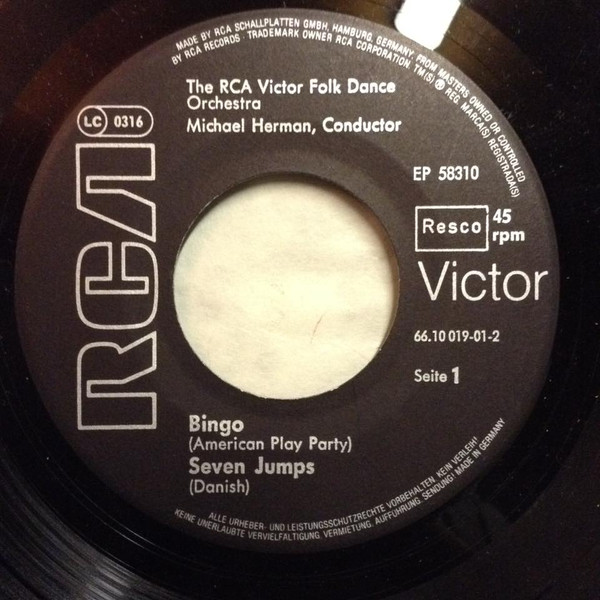 MADE BY RCA SCHALLPLATTEN GMBH, HAMBURG, GERMANY, FROM MASTERS OWNED OR CONTROLLED
BY RCA RECORDS · TRADEMARK OWNER RCA CORPORATION. TM(S) ® REG. MARCA(S) REGISTRADA(S)
The RCA Victor Folk Dance
Orchestra
Michael Herman, Conductor
LC 0316
RCA
EP 58310
Resco
45
rpm
Victor
66.10 019-01-2
Seite 1
Bingo
(American Play Party)
Seven Jumps
(Danish)
ALLE URHEBER- UND LEISTUNGSSCHUTZRECHTE VORBEHALTEN. KEIN VERLEIH!
KEINE UNERLAUBTE VERVIELFÄLTIGUNG, VERMIETUNG, AUFFÜHRUNG, SENDUNG! MADE IN GERMANY